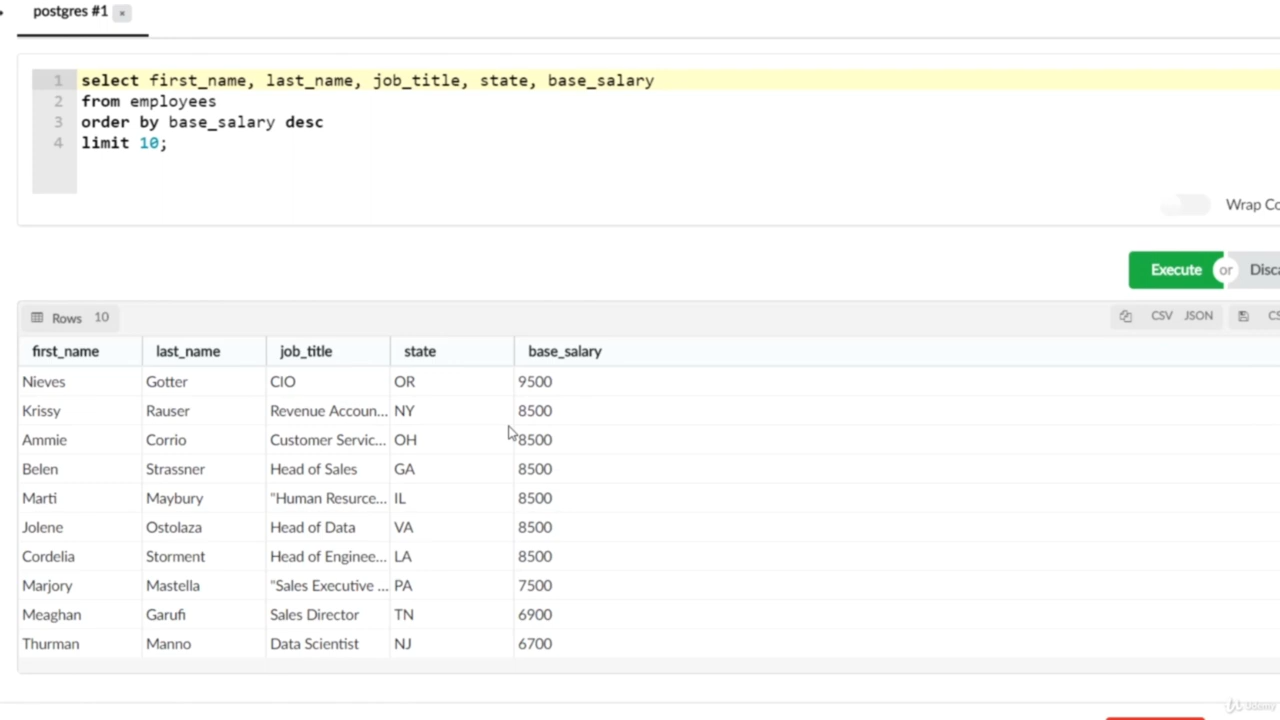 postgres #1 ×
1 select first_name, last_name, job_title, state, base_salary
2 from employees
3 order by base_salary desc
4 limit 10;
Wrap Co
Execute or Disca
Rows 10 CSV JSON CS
first_name last_name job_title state base_salary
Nieves Gotter CIO OR 9500
Krissy Rauser Revenue Accoun... NY 8500
Ammie Corrio Customer Servic... OH 8500
Belen Strassner Head of Sales GA 8500
Marti Maybury "Human Resurce... IL 8500
Jolene Ostolaza Head of Data VA 8500
Cordelia Storment Head of Enginee... LA 8500
Marjory Mastella "Sales Executive ... PA 7500
Meaghan Garufi Sales Director TN 6900
Thurman Manno Data Scientist NJ 6700
Udemy